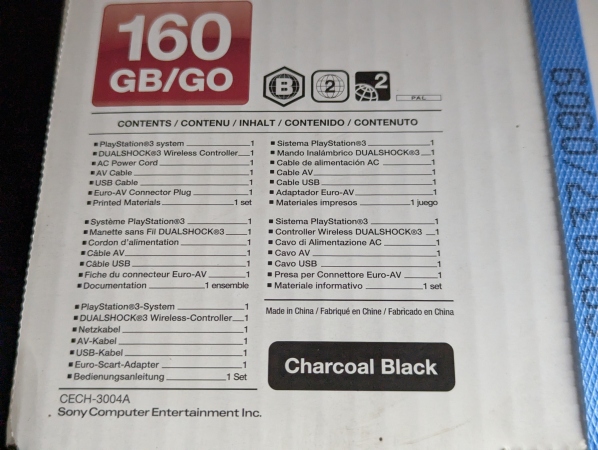 160
GB/GO
B
2
2
PAL
CONTENTS / CONTENU / INHALT / CONTENIDO / CONTENUTO
PlayStation®3 system 1
DUALSHOCK®3 Wireless Controller 1
AC Power Cord 1
AV Cable 1
USB Cable 1
Euro-AV Connector Plug 1
Printed Materials 1 set
Système PlayStation®3 1
Manette sans Fil DUALSHOCK®3 1
Cordon d'alimentation 1
Câble AV 1
Câble USB 1
Fiche du connecteur Euro-AV 1
Documentation 1 ensemble
PlayStation®3-System 1
DUALSHOCK®3 Wireless-Controller 1
Netzkabel 1
AV-Kabel 1
USB-Kabel 1
Euro-Scart-Adapter 1
Bedienungsanleitung 1 Set
CECH-3004A
Sony Computer Entertainment Inc.
Sistema PlayStation®3 1
Mando Inalámbrico DUALSHOCK®3 1
Cable de alimentación AC 1
Cable AV 1
Cable USB 1
Adaptador Euro-AV 1
Materiales impresos 1 juego
Sistema PlayStation®3 1
Controller Wireless DUALSHOCK®3 1
Cavo di Alimentazione AC 1
Cavo AV 1
Cavo USB 1
Presa per Connettore Euro-AV 1
Materiale informativo 1 set
Made in China / Fabriqué en Chine / Fabricado en China
Charcoal Black